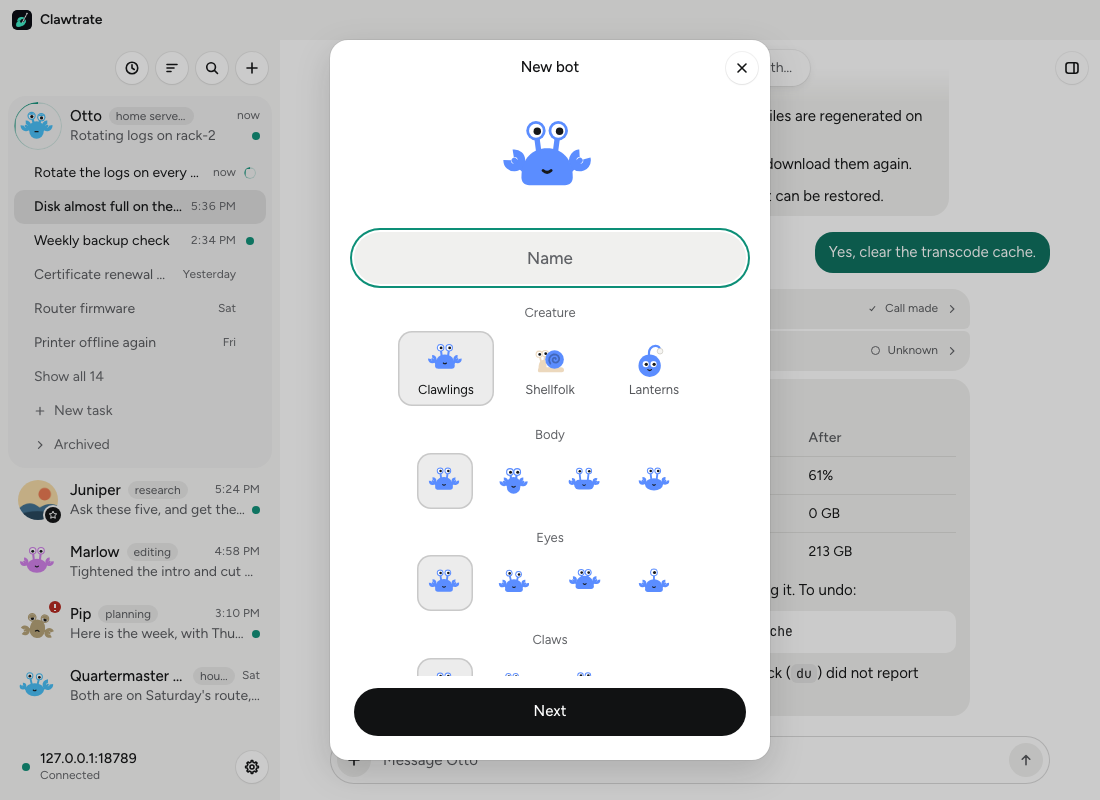 Clawtrate
Otto home serve… now
Rotating logs on rack-2
Rotate the logs on every … now
Disk almost full on the… 5:36 PM
Weekly backup check 2:34 PM
Certificate renewal … Yesterday
Router firmware Sat
Printer offline again Fri
Show all 14
New task
Archived
Juniper research 5:24 PM
Ask these five, and get the…
Marlow editing 4:58 PM
Tightened the intro and cut …
Pip planning 3:10 PM
Here is the week, with Thu…
Quartermaster … hou… Sat
Both are on Saturday's route,…
127.0.0.1:18789
Connected
New bot
Name
Creature
Clawlings Shellfolk Lanterns
Body
Eyes
Claws
Next
th…
iles are regenerated on
download them again.
can be restored.
Yes, clear the transcode cache.
Call made
Unknown
After
61%
0 GB
213 GB
g it. To undo:
che
ck (du) did not report
Message Otto